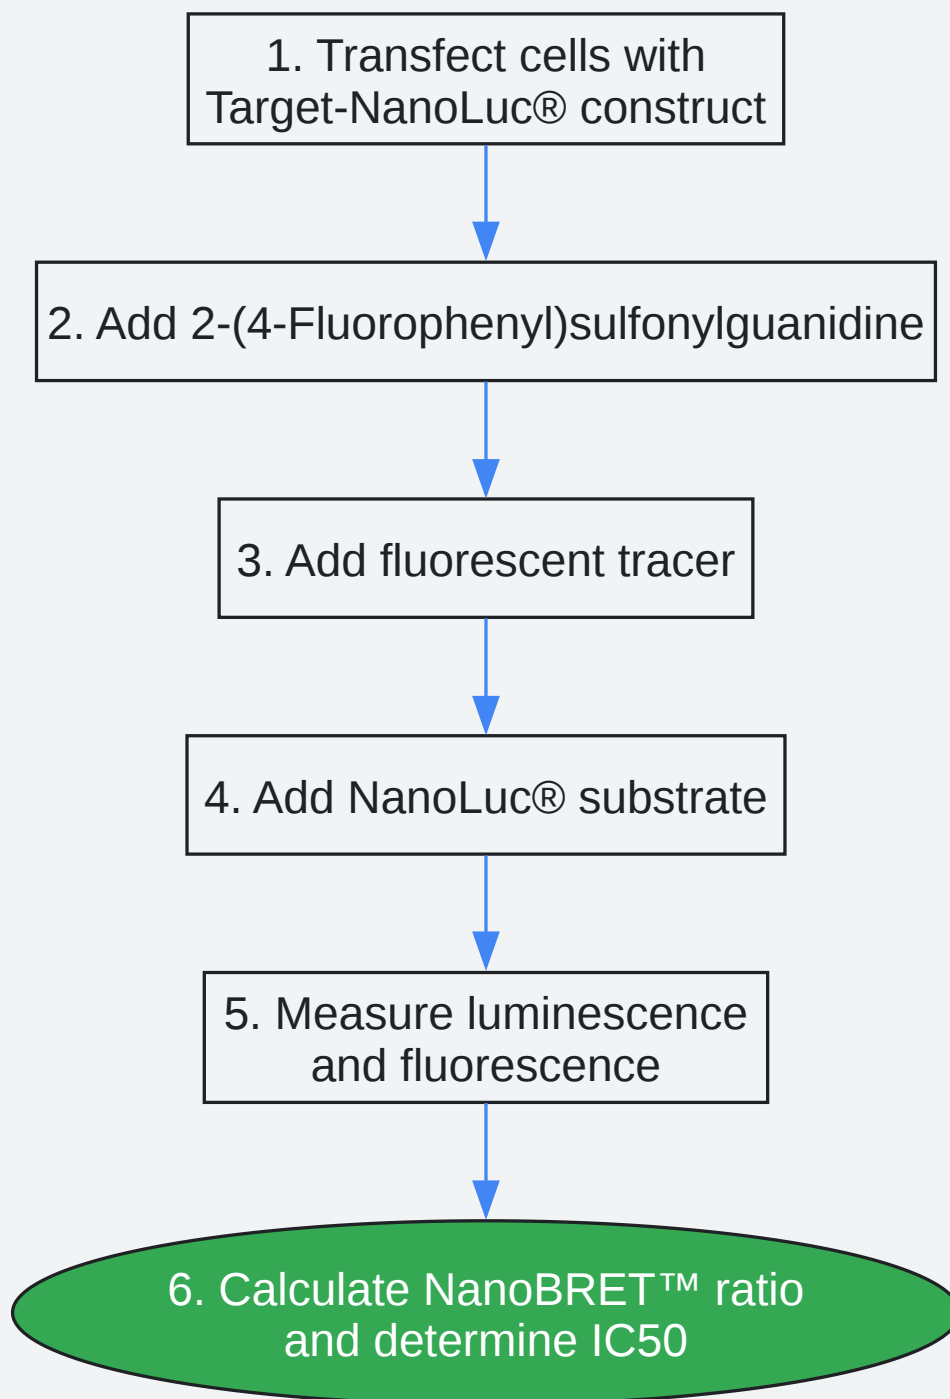 1. Transfect cells with
Target-NanoLuc® construct
2. Add 2-(4-Fluorophenyl)sulfonylguanidine
3. Add fluorescent tracer
4. Add NanoLuc® substrate
5. Measure luminescence
and fluorescence
6. Calculate NanoBRET™ ratio
and determine IC50